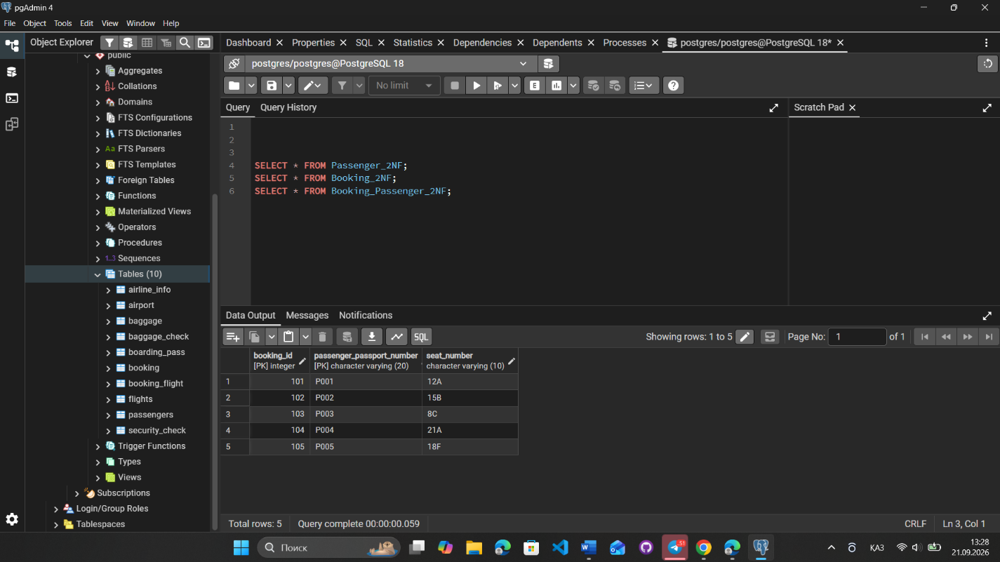 pgAdmin 4
File Object Tools Edit View Window Help
Object Explorer
Dashboard Properties SQL Statistics Dependencies Dependents Processes postgres/postgres@PostgreSQL 18*
public
Aggregates
Collations
Domains
FTS Configurations
FTS Dictionaries
FTS Parsers
FTS Templates
Foreign Tables
Functions
Materialized Views
Operators
Procedures
1..3 Sequences
Tables (10)
airline_info
airport
baggage
baggage_check
boarding_pass
booking
booking_flight
flights
passengers
security_check
Trigger Functions
Types
Views
Subscriptions
Login/Group Roles
Tablespaces
postgres/postgres@PostgreSQL 18
No limit
E
Query Query History
Scratch Pad
1
2
3
4 SELECT * FROM Passenger_2NF;
5 SELECT * FROM Booking_2NF;
6 SELECT * FROM Booking_Passenger_2NF;
Data Output Messages Notifications
SQL Showing rows: 1 to 5 Page No: 1 of 1
booking_id passenger_passport_number seat_number
[PK] integer [PK] character varying (20) character varying (10)
1 101 P001 12A
2 102 P002 15B
3 103 P003 8C
4 104 P004 21A
5 105 P005 18F
Total rows: 5 Query complete 00:00:00.059 CRLF Ln 3, Col 1
Поиск
51
ҚАЗ
13:28
21.09.2026